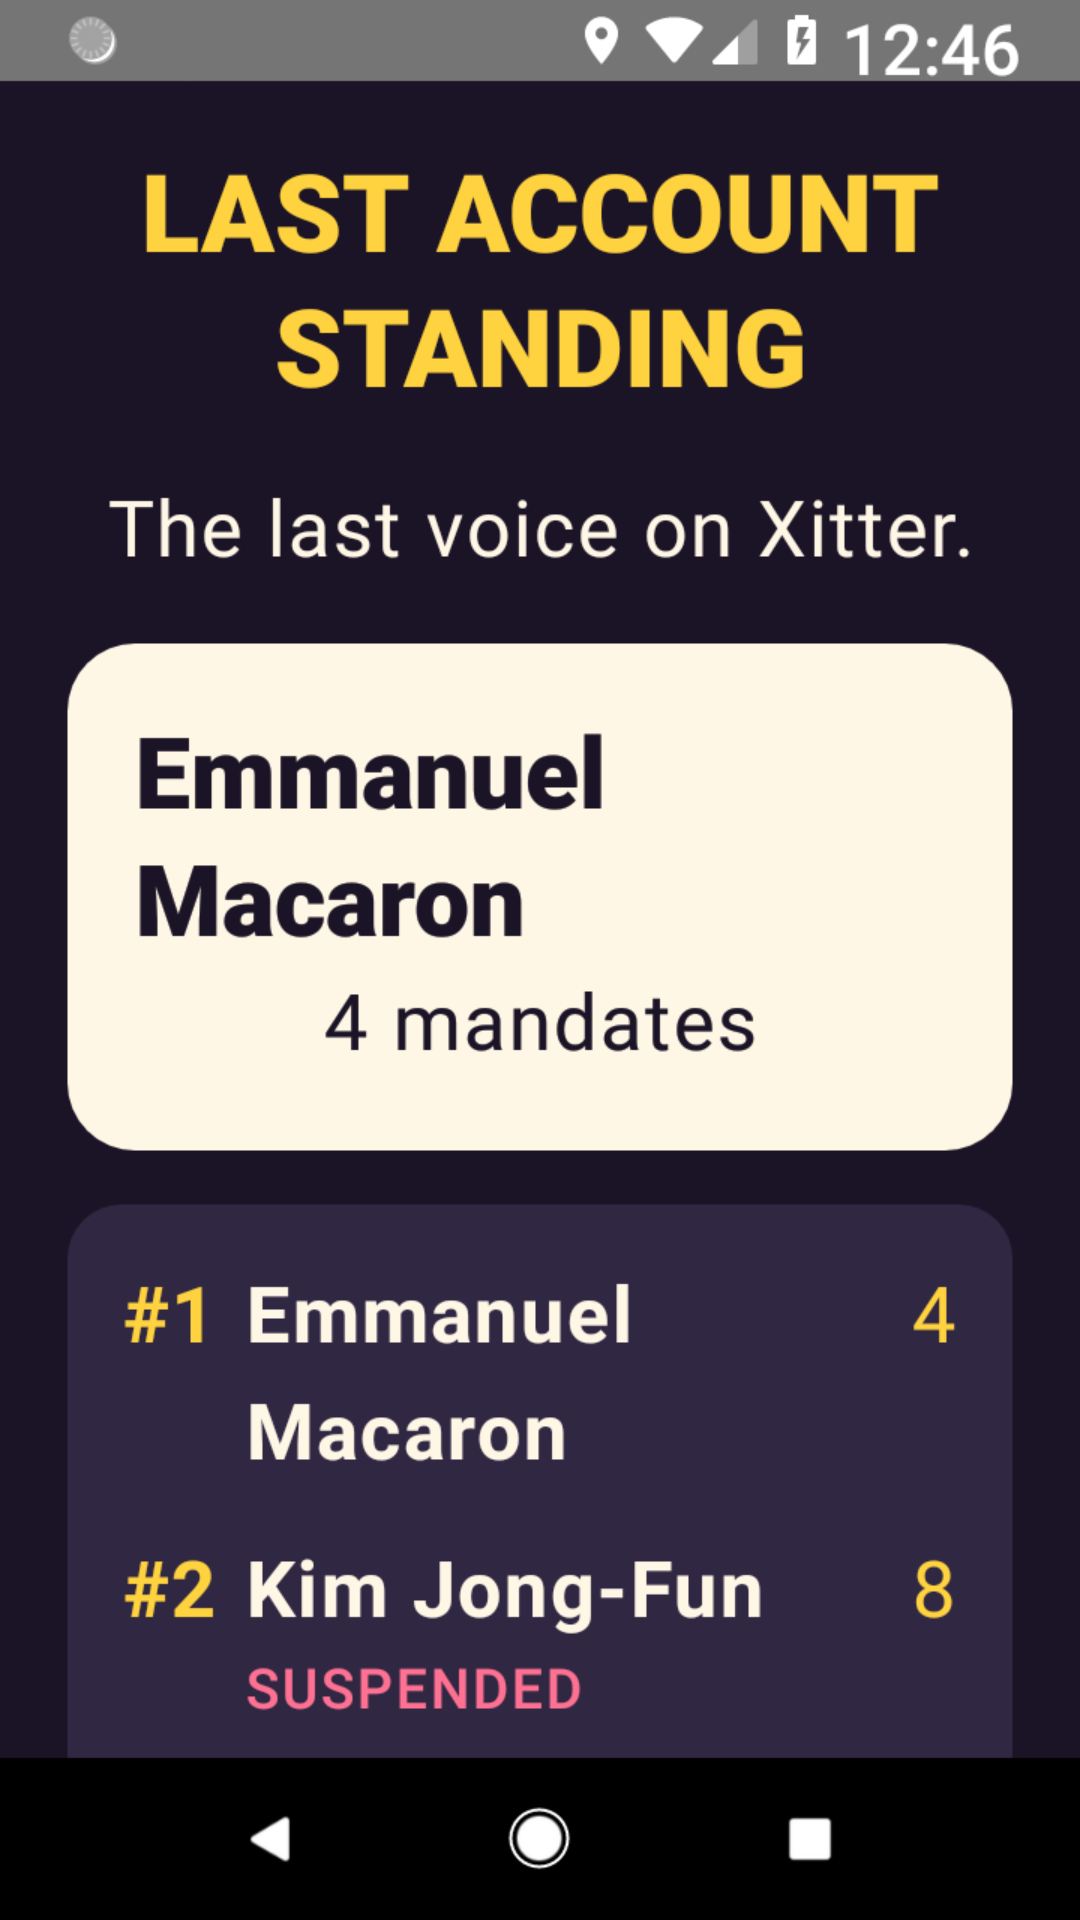 12:46
LAST ACCOUNT
STANDING
The last voice on Xitter.
Emmanuel
Macaron
4 mandates
#1 Emmanuel 4
Macaron
#2 Kim Jong-Fun 8
SUSPENDED